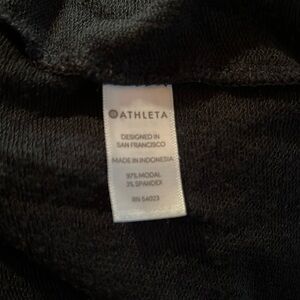 ATHLETA
DESIGNED IN
SAN FRANCISCO
MADE IN INDONESIA
97% MODAL
3% SPANDEX
RN 54023